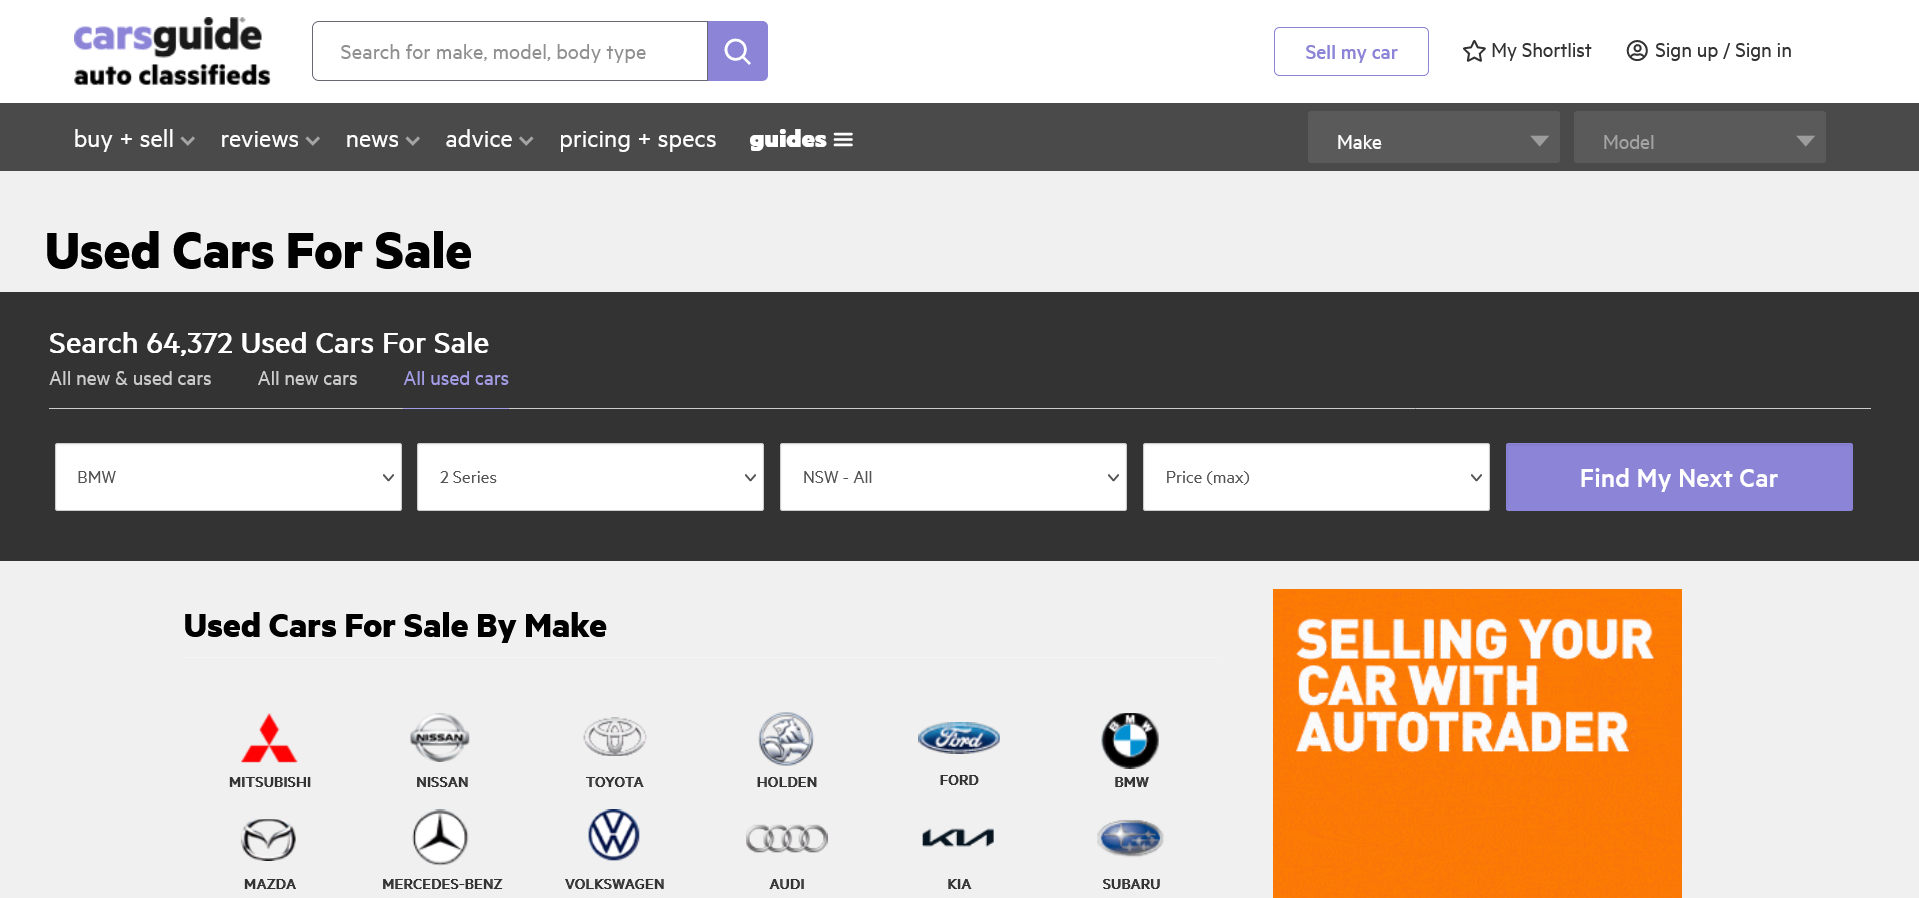 carsguide
auto classifieds
Search for make, model, body type
Sell my car
My Shortlist
Sign up / Sign in
buy + sell
reviews
news
advice
pricing + specs
guides
Make
Model
Used Cars For Sale
Search 64,372 Used Cars For Sale
All new & used cars
All new cars
All used cars
BMW
2 Series
NSW - All
Price (max)
Find My Next Car
Used Cars For Sale By Make
NISSAN
Ford
BMW
MITSUBISHI
NISSAN
TOYOTA
HOLDEN
FORD
BMW
KIA
MAZDA
MERCEDES-BENZ
VOLKSWAGEN
AUDI
KIA
SUBARU
SELLING YOUR
CAR WITH
AUTOTRADER